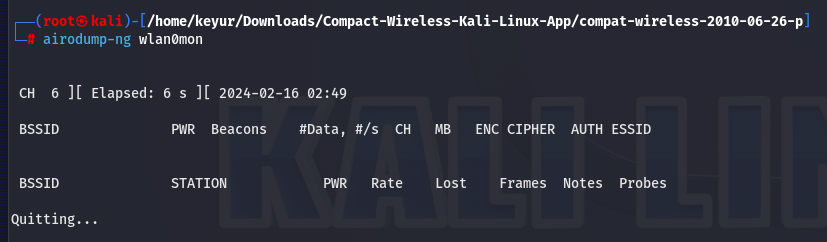 ┌──(root㉿kali)-[/home/keyur/Downloads/Compact-Wireless-Kali-Linux-App/compat-wireless-2010-06-26-p]
└─# airodump-ng wlan0mon
CH 6 ][ Elapsed: 6 s ][ 2024-02-16 02:49
BSSID PWR Beacons #Data, #/s CH MB ENC CIPHER AUTH ESSID
BSSID STATION PWR Rate Lost Frames Notes Probes
Quitting...
KALI LIN